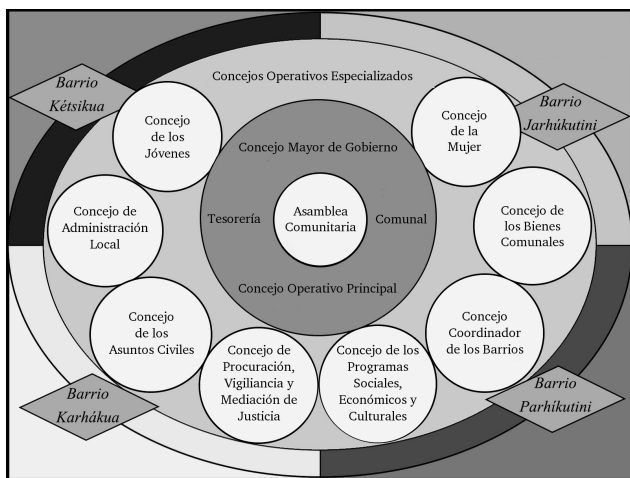 Concejos Operativos Especializados
Barrio
Kétsikua
Barrio
Jarhúkutini
Concejo
de los
Jóvenes
Concejo
de la
Mujer
Concejo Mayor de Gobierno
Concejo de
Administración
Local
Tesorería
Asamblea
Comunitaria
Comunal
Concejo de
los Bienes
Comunales
Concejo Operativo Principal
Concejo
de los
Asuntos Civiles
Concejo
Coordinador
de los Barrios
Concejo de
Procuración,
Vigiliancia y
Mediación de
Justicia
Concejo de los
Programas
Sociales,
Económicos y
Culturales
Barrio
Karhákua
Barrio
Parhíkutini